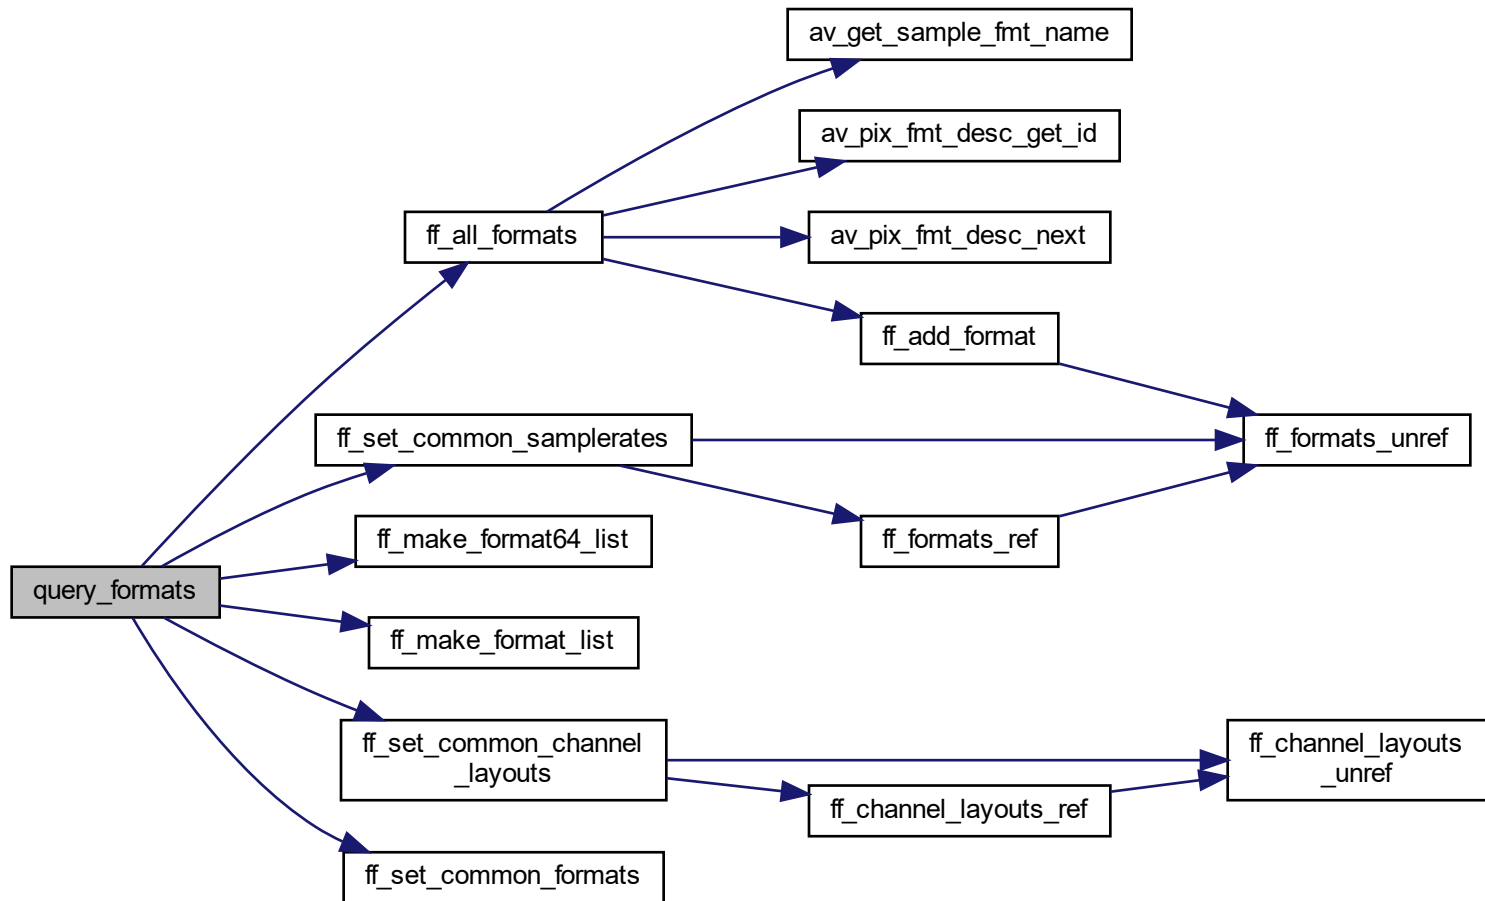 av_get_sample_fmt_name
av_pix_fmt_desc_get_id
ff_all_formats
av_pix_fmt_desc_next
ff_add_format
ff_set_common_samplerates
ff_formats_unref
ff_make_format64_list
ff_formats_ref
query_formats
ff_make_format_list
ff_set_common_channel
_layouts
ff_channel_layouts
_unref
ff_channel_layouts_ref
ff_set_common_formats